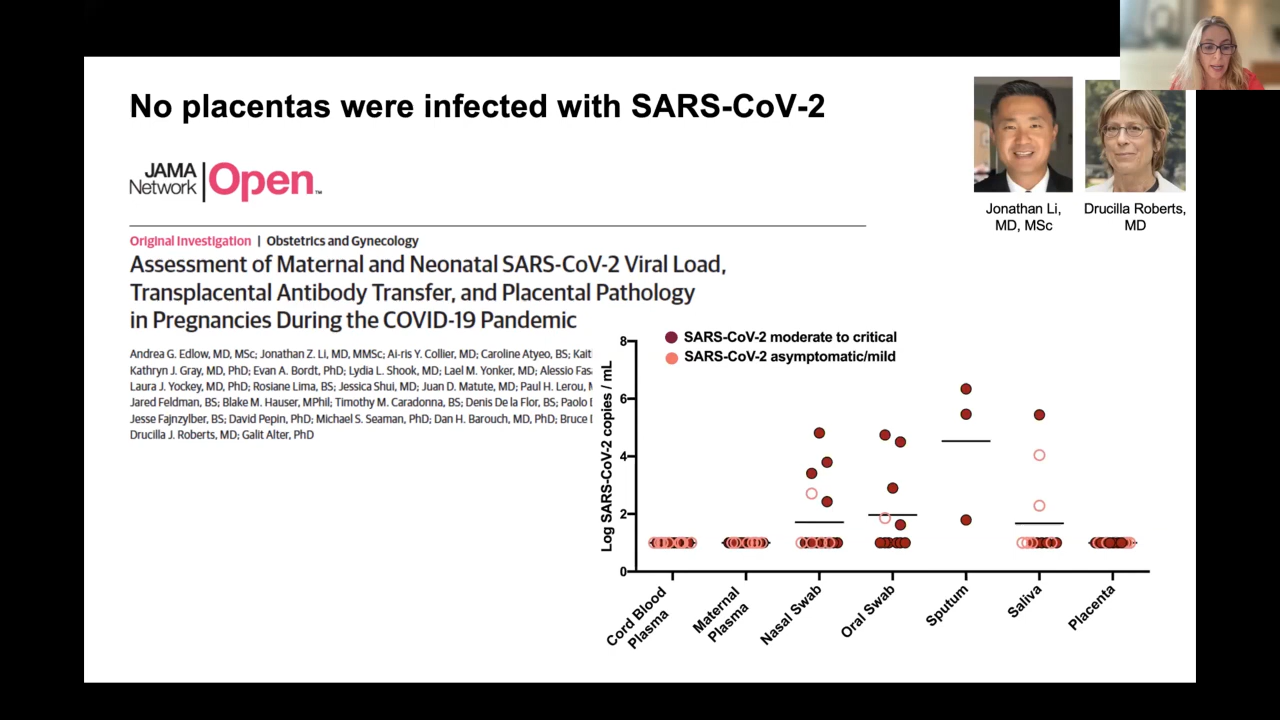 No placentas were infected with SARS-CoV-2
JAMA
Network
Open™
Jonathan Li,
MD, MSc
Drucilla Roberts,
MD
Original Investigation | Obstetrics and Gynecology
Assessment of Maternal and Neonatal SARS-CoV-2 Viral Load,
Transplacental Antibody Transfer, and Placental Pathology
in Pregnancies During the COVID-19 Pandemic
Andrea G. Edlow, MD, MSc; Jonathan Z. Li, MD, MMSc; Ai-ris Y. Collier, MD; Caroline Atyeo, BS;
Kathryn J. Gray, MD, PhD; Evan A. Bordt, PhD; Lydia L. Shook, MD; Lael M. Yonker, MD; Alessio
Laura J. Yockey, MD, PhD; Rosiane Lima, BS; Jessica Shui, MD; Juan D. Matute, MD; Paul H. Lerou,
Jared Feldman, BS; Blake M. Hauser, MPhil; Timothy M. Caradonna, BS; Denis De la Flor, BS; Paolo
Jesse Fajnzylber, BS; David Pepin, PhD; Michael S. Seaman, PhD; Dan H. Barouch, MD, PhD; Bruce
Drucilla J. Roberts, MD; Galit Alter, PhD
SARS-CoV-2 moderate to critical
SARS-CoV-2 asymptomatic/mild
Log SARS-CoV-2 copies / mL
8
6
4
2
0
Cord Blood
Plasma
Maternal
Plasma
Nasal Swab
Oral Swab
Sputum
Saliva
Placenta